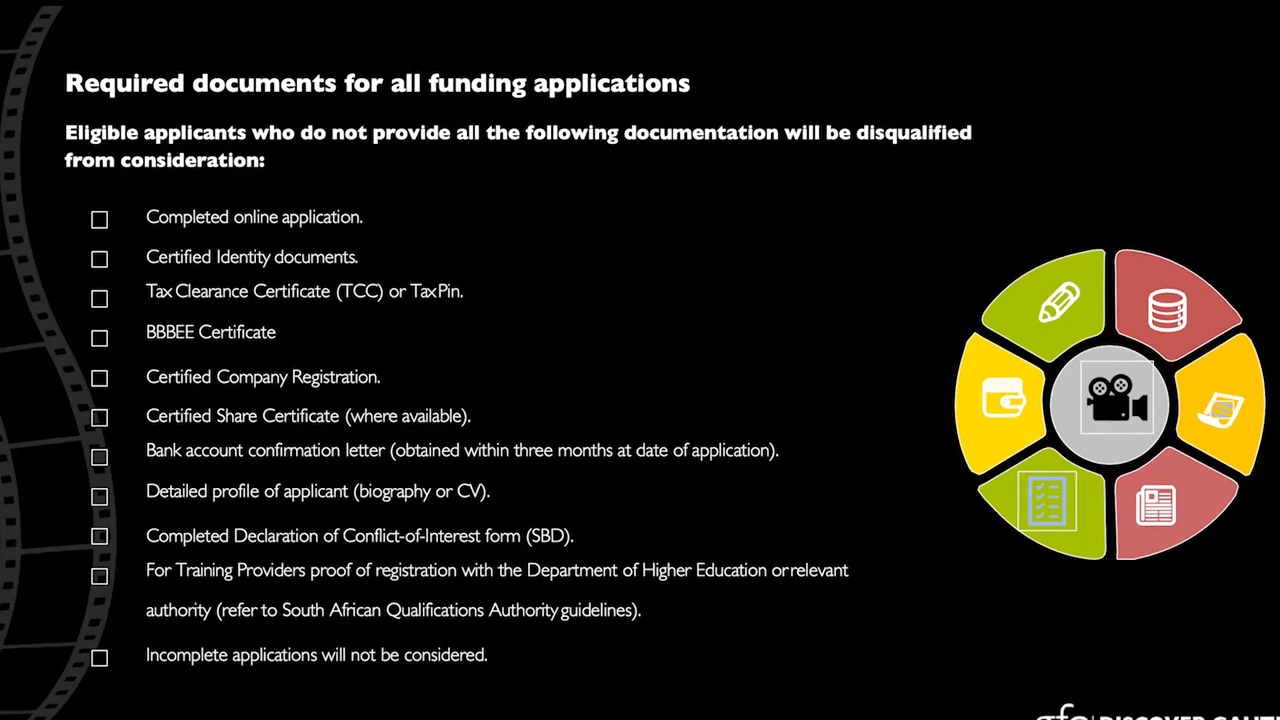 Required documents for all funding applications
Eligible applicants who do not provide all the following documentation will be disqualified
from consideration:
Completed online application.
Certified Identity documents.
Tax Clearance Certificate (TCC) or TaxPin.
BBBEE Certificate
Certified Company Registration.
Certified Share Certificate (where available).
Bank account confirmation letter (obtained within three months at date of application).
Detailed profile of applicant (biography or CV).
Completed Declaration of Conflict-of-Interest form (SBD).
For Training Providers proof of registration with the Department of Higher Education or relevant
authority (refer to South African Qualifications Authority guidelines).
Incomplete applications will not be considered.